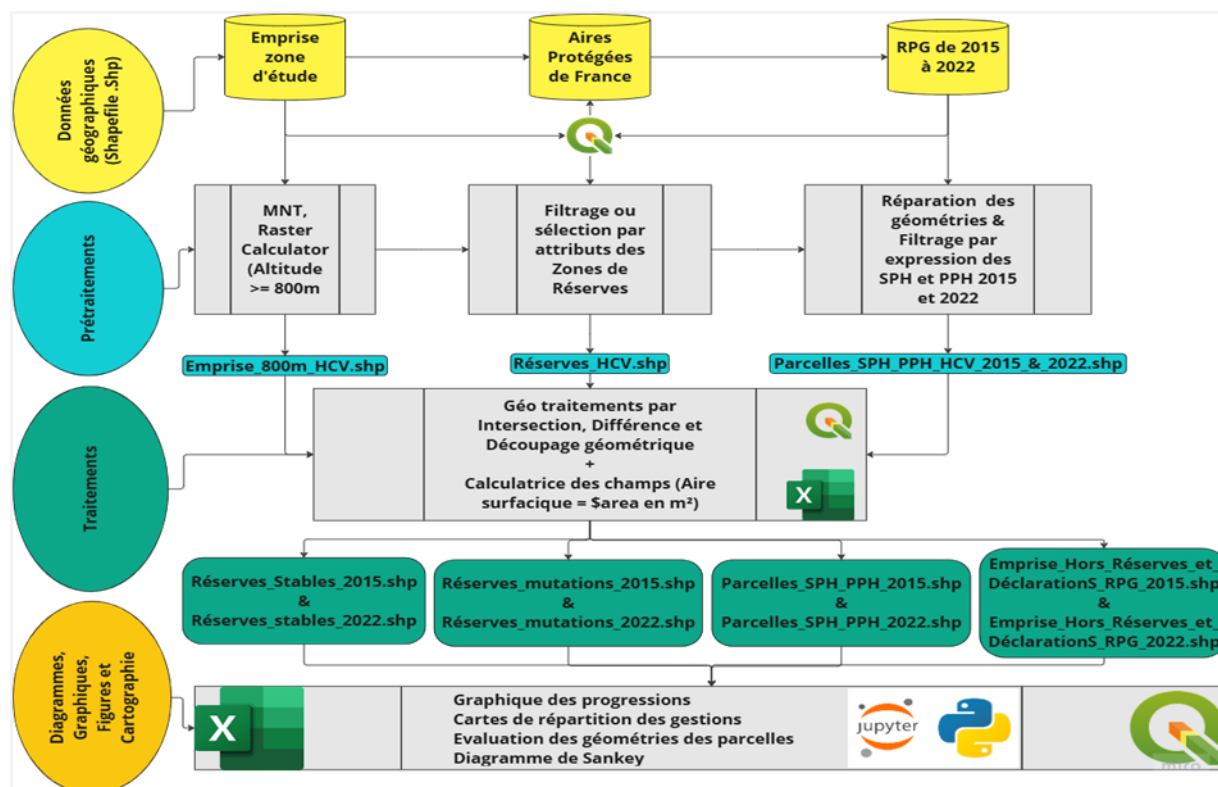 Données
géographiques
(Shapefile .Shp)
Emprise
zone
d'étude
Aires
Protégées
de France
RPG de 2015
à 2022
Prétraitements
MNT,
Raster
Calculator
(Altitude
>= 800m
Filtrage ou
sélection par
attributs des
Zones de
Réserves
Réparation des
géométries &
Filtrage par
expression des
SPH et PPH 2015
et 2022
Emprise_800m_HCV.shp
Réserves_HCV.shp
Parcelles_SPH_PPH_HCV_2015_&_2022.shp
Traitements
Géo traitements par
Intersection, Différence et
Découpage géométrique
+
Calculatrice des champs (Aire
surfacique = $area en m²)
X
Réserves_Stables_2015.shp
&
Réserves_stables_2022.shp
Réserves_mutations_2015.shp
&
Réserves_mutations_2022.shp
Parcelles_SPH_PPH_2015.shp
&
Parcelles_SPH_PPH_2022.shp
Emprise_Hors_Réserves_et_
DéclarationS_RPG_2015.shp
&
Emprise_Hors_Réserves_et_
DéclarationS_RPG_2022.shp
Diagrammes,
Graphiques,
Figures et
Cartographie
X
Graphique des progressions
Cartes de répartition des gestions
Evaluation des géométries des parcelles
Diagramme de Sankey
jupyter
miro